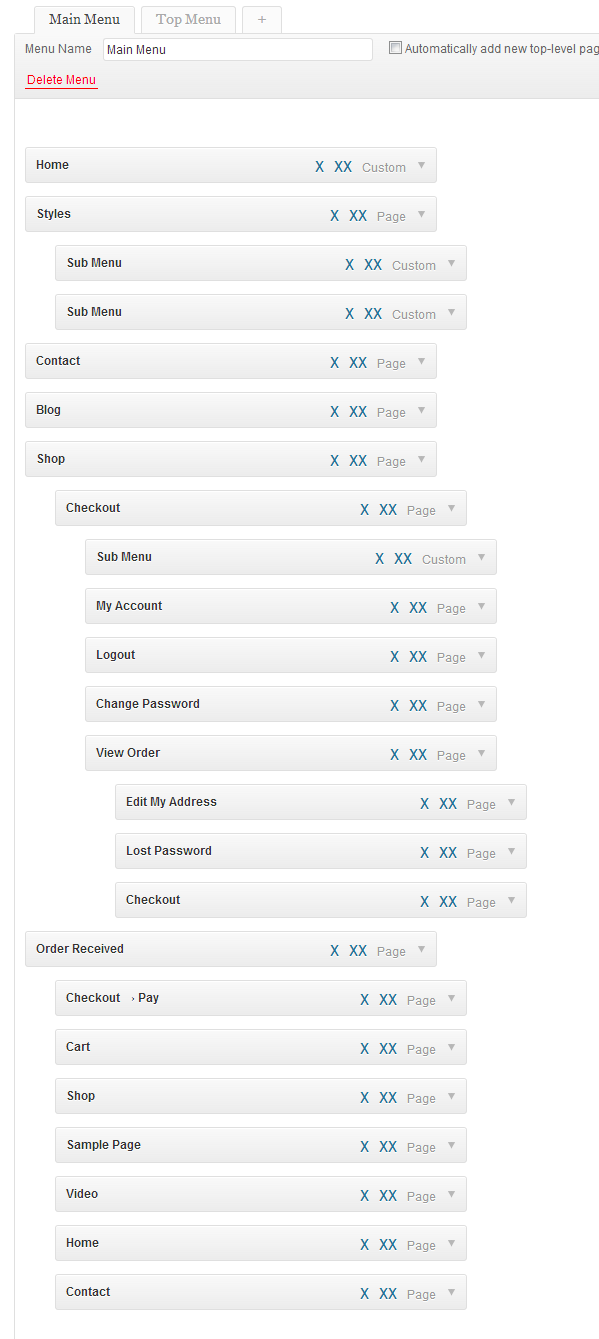 Main Menu Top Menu +
Menu Name Main Menu Automatically add new top-level pag
Delete Menu
Home X XX Custom ▼
Styles X XX Page ▼
Sub Menu X XX Custom ▼
Sub Menu X XX Custom ▼
Contact X XX Page ▼
Blog X XX Page ▼
Shop X XX Page ▼
Checkout X XX Page ▼
Sub Menu X XX Custom ▼
My Account X XX Page ▼
Logout X XX Page ▼
Change Password X XX Page ▼
View Order X XX Page ▼
Edit My Address X XX Page ▼
Lost Password X XX Page ▼
Checkout X XX Page ▼
Order Received X XX Page ▼
Checkout › Pay X XX Page ▼
Cart X XX Page ▼
Shop X XX Page ▼
Sample Page X XX Page ▼
Video X XX Page ▼
Home X XX Page ▼
Contact X XX Page ▼